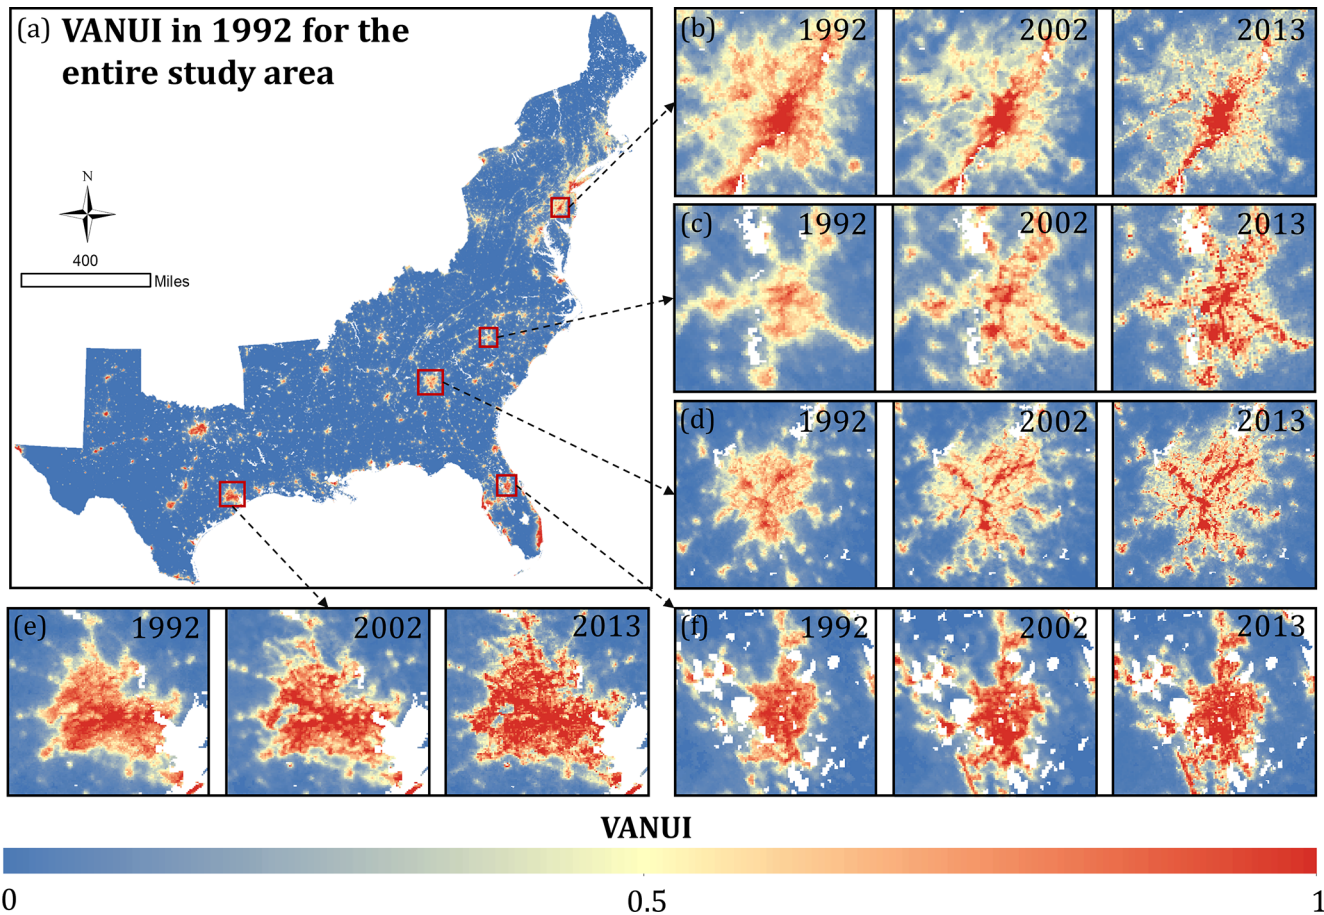 (a) VANUI in 1992 for the
entire study area
N
400
Miles
(b) 1992 2002 2013
(c) 1992 2002 2013
(d) 1992 2002 2013
(e) 1992 2002 2013
(f) 1992 2002 2013
VANUI
0 0.5 1